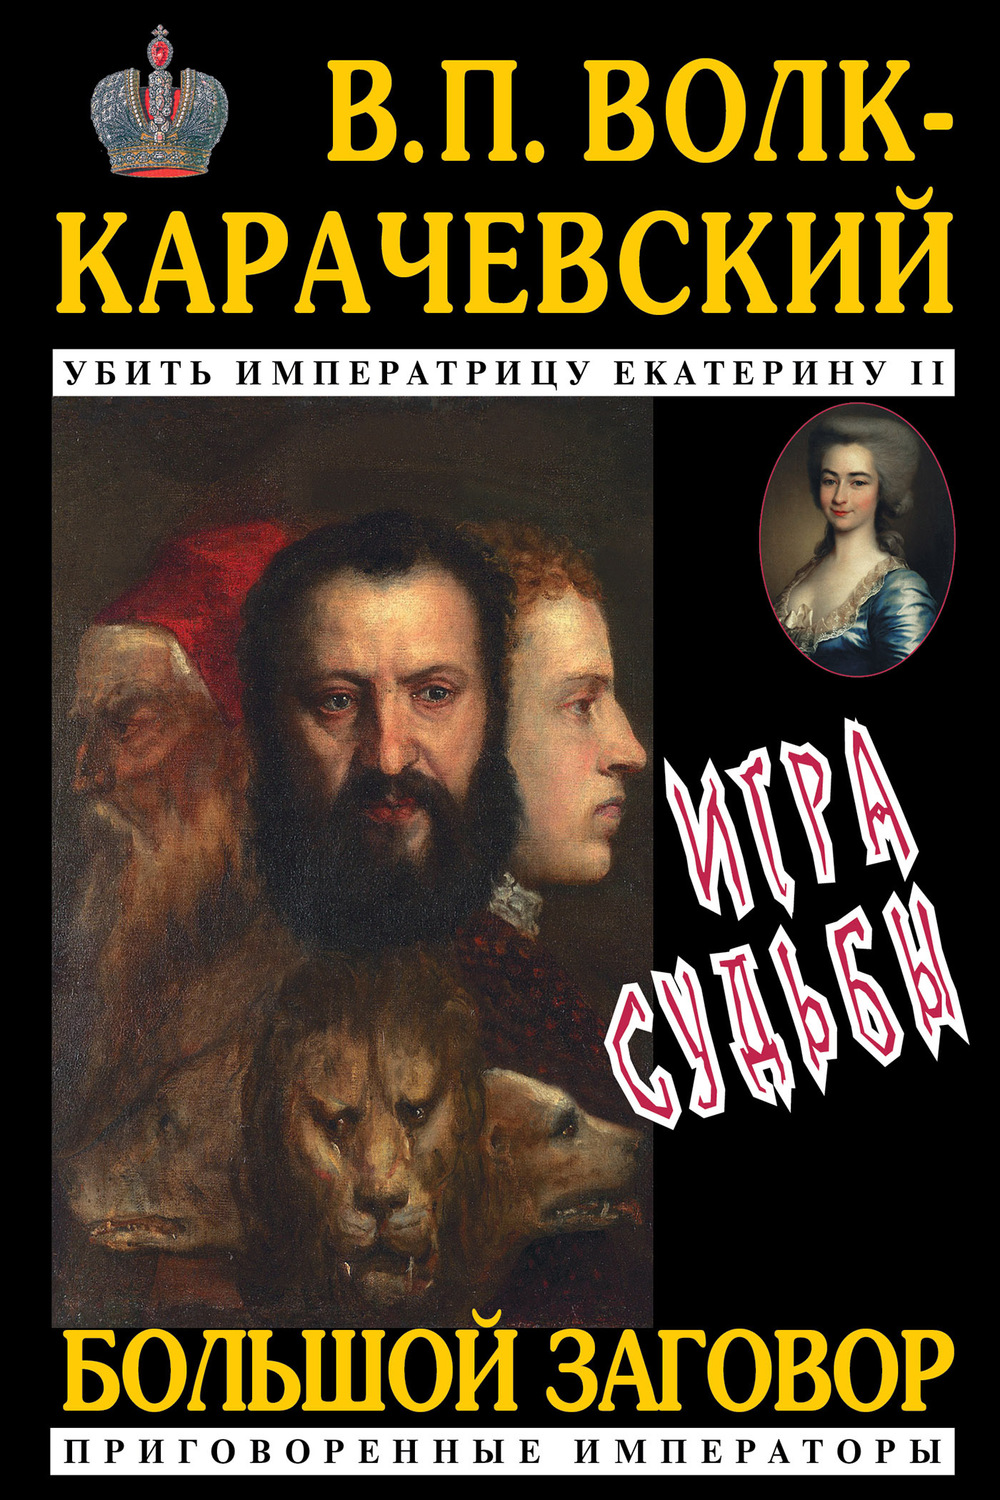 В.П. ВОЛК-
КАРАЧЕВСКИЙ
УБИТЬ ИМПЕРАТРИЦУ ЕКАТЕРИНУ II
ИГРА
СУДЬБЫ
БОЛЬШОЙ ЗАГОВОР
ПРИГОВОРЕННЫЕ ИМПЕРАТОРЫ